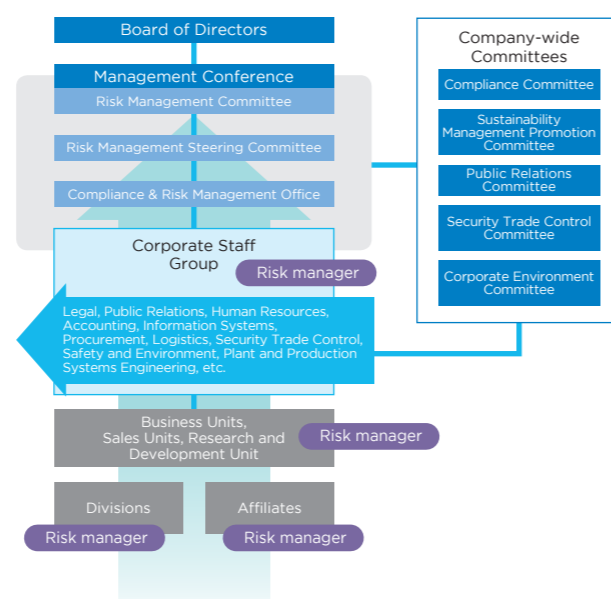 Board of Directors
Management Conference
Risk Management Committee
Risk Management Steering Committee
Compliance & Risk Management Office
Corporate Staff
Group
Risk manager
Legal, Public Relations, Human Resources,
Accounting, Information Systems,
Procurement, Logistics, Security Trade Control,
Safety and Environment, Plant and Production
Systems Engineering, etc.
Business Units,
Sales Units, Research and
Development Unit
Risk manager
Divisions
Risk manager
Affiliates
Risk manager
Company-wide
Committees
Compliance Committee
Sustainability
Management Promotion
Committee
Public Relations
Committee
Security Trade Control
Committee
Corporate Environment
Committee